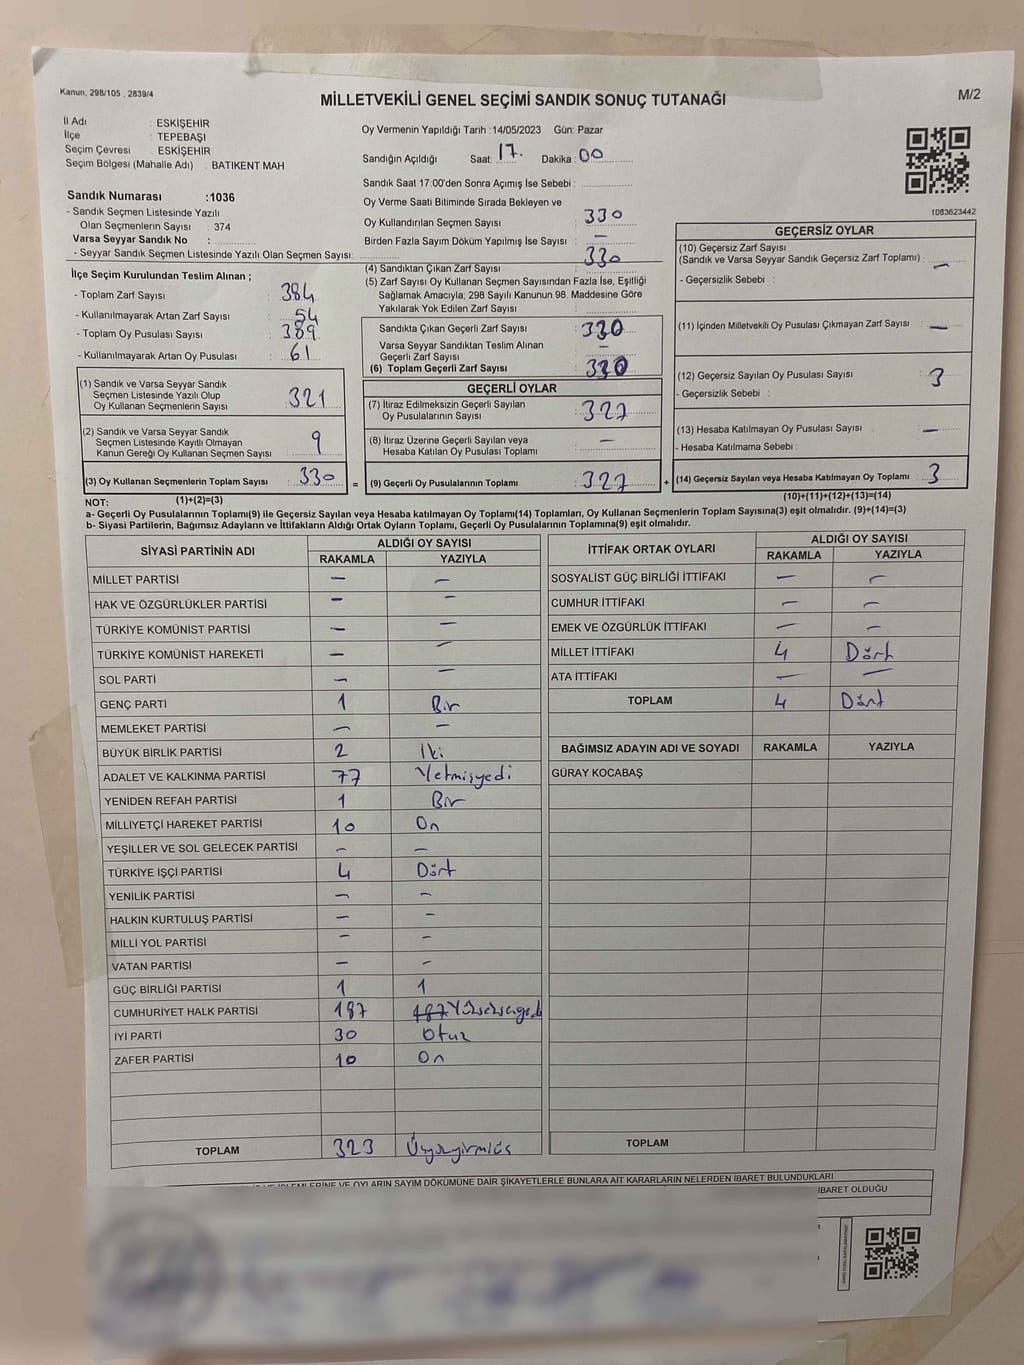 Kanun. 298/105 , 2839/4
MİLLETVEKİLİ GENEL SEÇİMİ SANDIK SONUÇ TUTANAĞI
M/2
İl Adı : ESKİŞEHİR
İlçe : TEPEBAŞI
Seçim Çevresi : ESKİŞEHİR
Seçim Bölgesi (Mahalle Adı) : BATIKENT MAH
Oy Vermenin Yapıldığı Tarih :14/05/2023 Gün: Pazar
Sandığın Açıldığı Saat: 17. Dakika: 00
Sandık Saat 17:00'den Sonra Açımış İse Sebebi :
Sandık Numarası :1036
- Sandık Seçmen Listesinde Yazılı
Olan Seçmenlerin Sayısı : 374
Varsa Seyyar Sandık No :
- Seyyar Sandık Seçmen Listesinde Yazılı Olan Seçmen Sayısı:
Oy Verme Saati Bitiminde Sırada Bekleyen ve
Oy Kullandırılan Seçmen Sayısı : 330
Birden Fazla Sayım Döküm Yapılmış İse Sayısı : —
1083623442
İlçe Seçim Kurulundan Teslim Alınan ;
- Toplam Zarf Sayısı : 384
- Kullanılmayarak Artan Zarf Sayısı : 54
- Toplam Oy Pusulası Sayısı : 389
- Kullanılmayarak Artan Oy Pusulası : 61
(4) Sandıktan Çıkan Zarf Sayısı : 330
(5) Zarf Sayısı Oy Kullanan Seçmen Sayısından Fazla İse, Eşitliği
Sağlamak Amacıyla; 298 Sayılı Kanunun 98. Maddesine Göre
Yakılarak Yok Edilen Zarf Sayısı :
Sandıkta Çıkan Geçerli Zarf Sayısı : 330
Varsa Seyyar Sandıktan Teslim Alınan
Geçerli Zarf Sayısı : —
(6) Toplam Geçerli Zarf Sayısı : 330
GEÇERSİZ OYLAR
(10) Geçersiz Zarf Sayısı
(Sandık ve Varsa Seyyar Sandık Geçersiz Zarf Toplamı) : —
- Geçersizlik Sebebi :
(11) İçinden Milletvekili Oy Pusulası Çıkmayan Zarf Sayısı : —
(12) Geçersiz Sayılan Oy Pusulası Sayısı : 3
- Geçersizlik Sebebi :
(13) Hesaba Katılmayan Oy Pusulası Sayısı : —
- Hesaba Katılmama Sebebi :
(14) Geçersiz Sayılan veya Hesaba Katılmayan Oy Toplamı : 3
(1) Sandık ve Varsa Seyyar Sandık
Seçmen Listesinde Yazılı Olup
Oy Kullanan Seçmenlerin Sayısı : 321
(2) Sandık ve Varsa Seyyar Sandık
Seçmen Listesinde Kayıtlı Olmayan
Kanun Gereği Oy Kullanan Seçmen Sayısı : 9
(3) Oy Kullanan Seçmenlerin Toplam Sayısı : 330 =
GEÇERLİ OYLAR
(7) İtiraz Edilmeksizin Geçerli Sayılan
Oy Pusulalarının Sayısı : 327
(8) İtiraz Üzerine Geçerli Sayılan veya
Hesaba Katılan Oy Pusulası Toplamı : —
(9) Geçerli Oy Pusulalarının Toplamı : 327 +
NOT: (1)+(2)=(3)
(10)+(11)+(12)+(13)=(14)
a- Geçerli Oy Pusulalarının Toplamı(9) ile Geçersiz Sayılan veya Hesaba katılmayan Oy Toplamı(14) Toplamları, Oy Kullanan Seçmenlerin Toplam Sayısına(3) eşit olmalıdır. (9)+(14)=(3)
b- Siyasi Partilerin, Bağımsız Adayların ve İttifakların Aldığı Ortak Oyların Toplamı, Geçerli Oy Pusulalarının Toplamına(9) eşit olmalıdır.
SİYASİ PARTİNİN ADI ALDIĞI OY SAYISI
RAKAMLA YAZIYLA
MİLLET PARTİSİ — —
HAK VE ÖZGÜRLÜKLER PARTİSİ — —
TÜRKİYE KOMÜNİST PARTİSİ — —
TÜRKİYE KOMÜNİST HAREKETİ — —
SOL PARTİ — —
GENÇ PARTİ 1 Bir
MEMLEKET PARTİSİ — —
BÜYÜK BİRLİK PARTİSİ 2 İki
ADALET VE KALKINMA PARTİSİ 77 Yetmişyedi
YENİDEN REFAH PARTİSİ 1 Bir
MİLLİYETÇİ HAREKET PARTİSİ 10 On
YEŞİLLER VE SOL GELECEK PARTİSİ — —
TÜRKİYE İŞÇİ PARTİSİ 4 Dört
YENİLİK PARTİSİ — —
HALKIN KURTULUŞ PARTİSİ — —
MİLLİ YOL PARTİSİ — —
VATAN PARTİSİ — —
GÜÇ BİRLİĞİ PARTİSİ 1 1
CUMHURİYET HALK PARTİSİ 187 187
İYİ PARTİ 30 Otuz
ZAFER PARTİSİ 10 On
TOPLAM 323 Üçyüzyirmiüç
İTTİFAK ORTAK OYLARI ALDIĞI OY SAYISI
RAKAMLA YAZIYLA
SOSYALİST GÜÇ BİRLİĞİ İTTİFAKI — —
CUMHUR İTTİFAKI — —
EMEK VE ÖZGÜRLÜK İTTİFAKI — —
MİLLET İTTİFAKI 4 Dört
ATA İTTİFAKI — —
TOPLAM 4 Dört
BAĞIMSIZ ADAYIN ADI VE SOYADI RAKAMLA YAZIYLA
GÜRAY KOCABAŞ
TOPLAM
OYLARIN SAYIM DÖKÜMÜNE DAİR ŞİKAYETLERLE BUNLARA AİT KARARLARIN NELERDEN İBARET BULUNDUKLARI
İBARET OLDUĞU